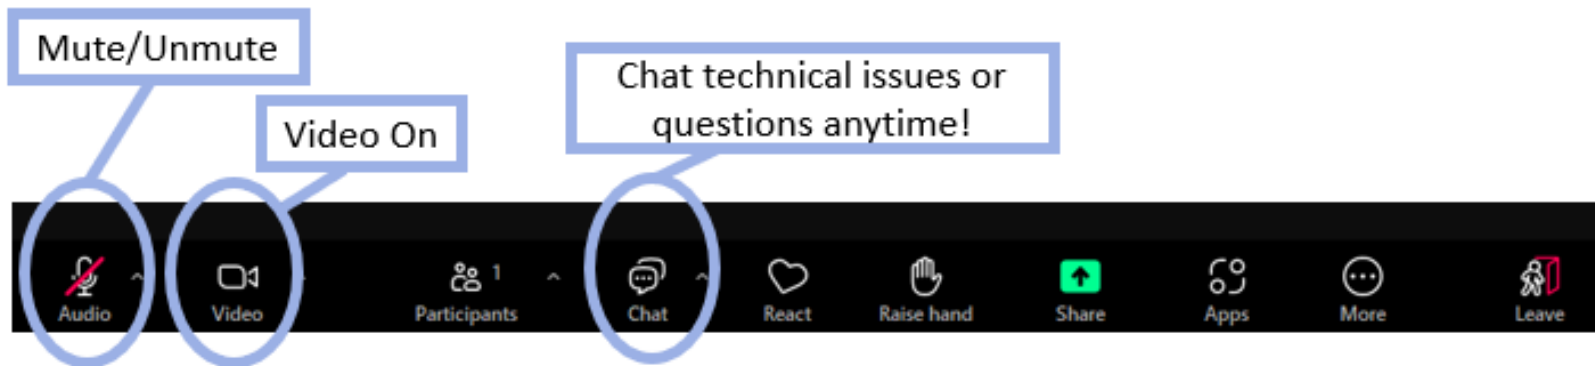 Mute/Unmute
Video On
Chat technical issues or
questions anytime!
1
Audio
Video
Participants
Chat
React
Raise hand
Share
Apps
More
Leave